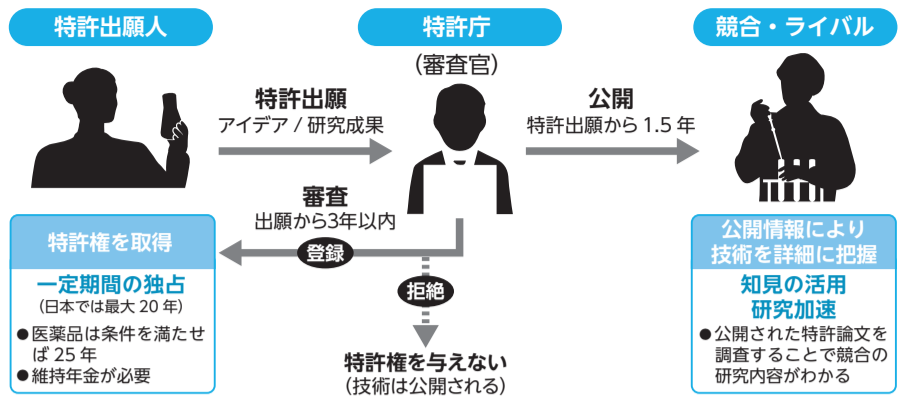 特許出願人
特許庁
(審査官)
競合・ライバル
特許出願
アイデア / 研究成果
公開
特許出願から 1.5 年
審査
出願から3年以内
登録
拒絶
特許権を与えない
(技術は公開される)
特許権を取得
一定期間の独占
(日本では最大 20 年)
●医薬品は条件を満たせ
ば 25 年
●維持年金が必要
公開情報により
技術を詳細に把握
知見の活用
研究加速
●公開された特許論文を
調査することで競合の
研究内容がわかる